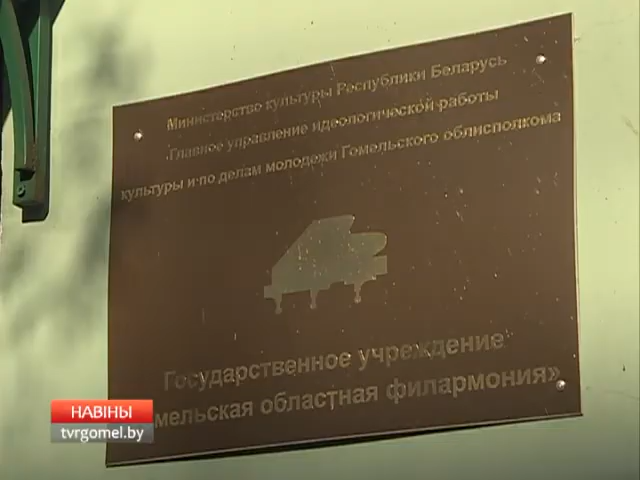 Министерство культуры Республики Беларусь
Главное управление идеологической работы
культуры и по делам молодежи Гомельского облисполкома
Государственное учреждение
мельская областная филармония»
НАВІНЫ
tvrgomel.by